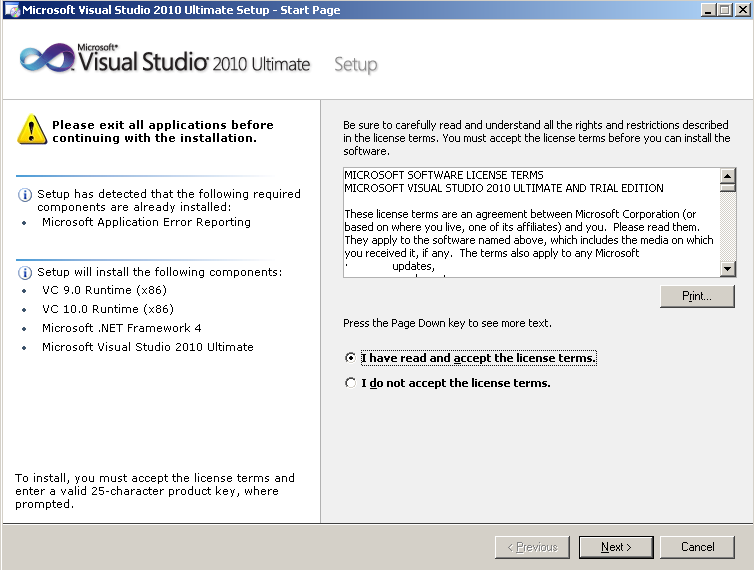 Microsoft Visual Studio 2010 Ultimate Setup - Start Page
Microsoft®
Visual Studio® 2010 Ultimate Setup
Please exit all applications before
continuing with the installation.
Setup has detected that the following required
components are already installed:
• Microsoft Application Error Reporting
Setup will install the following components:
• VC 9.0 Runtime (x86)
• VC 10.0 Runtime (x86)
• Microsoft .NET Framework 4
• Microsoft Visual Studio 2010 Ultimate
To install, you must accept the license terms and
enter a valid 25-character product key, where
prompted.
Be sure to carefully read and understand all the rights and restrictions described
in the license terms. You must accept the license terms before you can install the
software.
MICROSOFT SOFTWARE LICENSE TERMS
MICROSOFT VISUAL STUDIO 2010 ULTIMATE AND TRIAL EDITION
These license terms are an agreement between Microsoft Corporation (or
based on where you live, one of its affiliates) and you. Please read them.
They apply to the software named above, which includes the media on which
you received it, if any. The terms also apply to any Microsoft
· updates,
Print...
Press the Page Down key to see more text.
I have read and accept the license terms.
I do not accept the license terms.
< Previous
Next >
Cancel